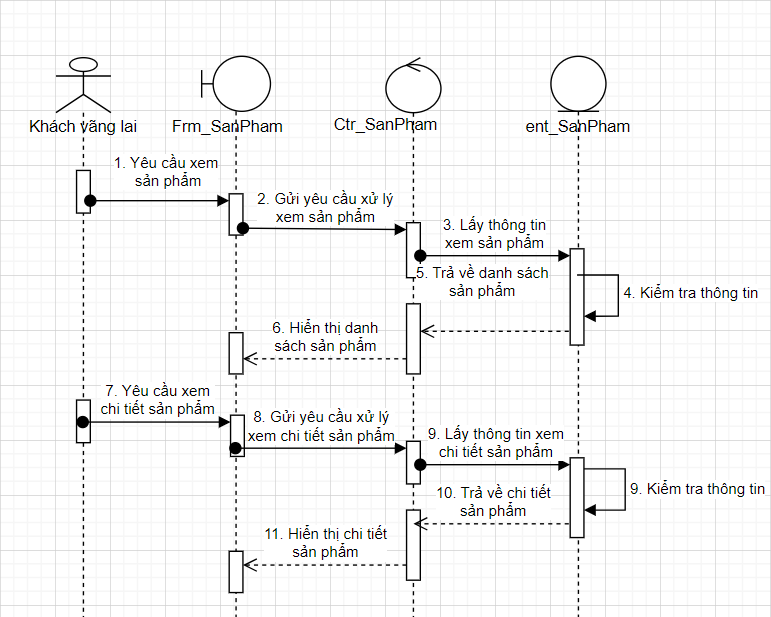 Khách vãng lai
Frm_SanPham
Ctr_SanPham
ent_SanPham
1. Yêu cầu xem
sản phẩm
2. Gửi yêu cầu xử lý
xem sản phẩm
3. Lấy thông tin
xem sản phẩm
5. Trả về danh sách
sản phẩm
4. Kiểm tra thông tin
6. Hiển thị danh
sách sản phẩm
7. Yêu cầu xem
chi tiết sản phẩm
8. Gửi yêu cầu xử lý
xem chi tiết sản phẩm
9. Lấy thông tin xem
chi tiết sản phẩm
9. Kiểm tra thông tin
10. Trả về chi tiết
sản phẩm
11. Hiển thị chi tiết
sản phẩm